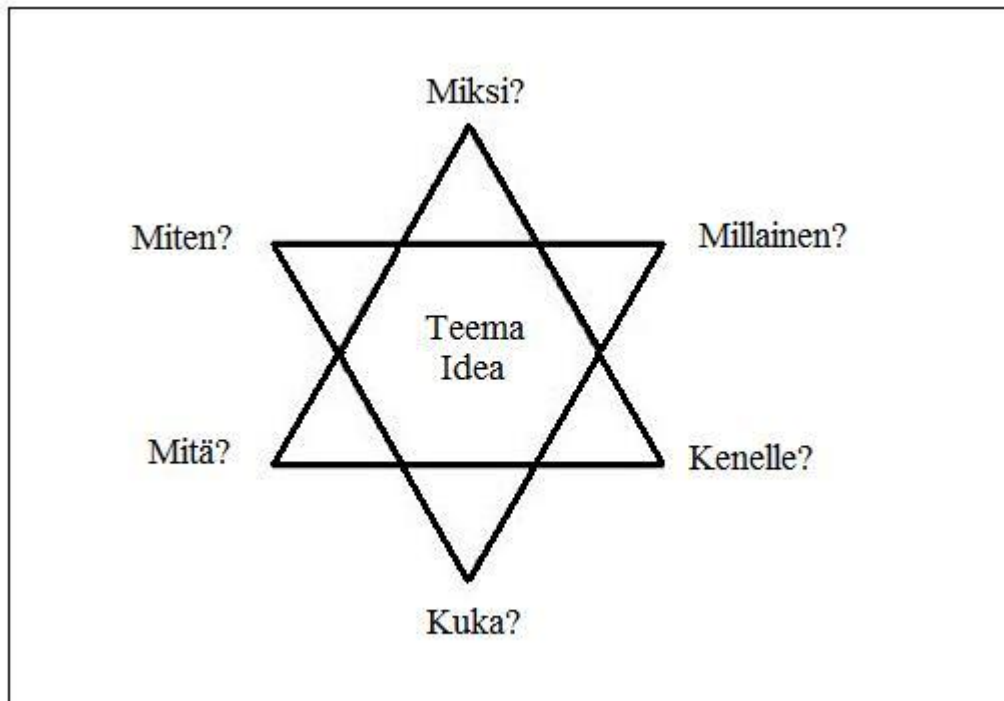 Miksi?
Miten?
Millainen?
Teema
Idea
Mitä?
Kenelle?
Kuka?